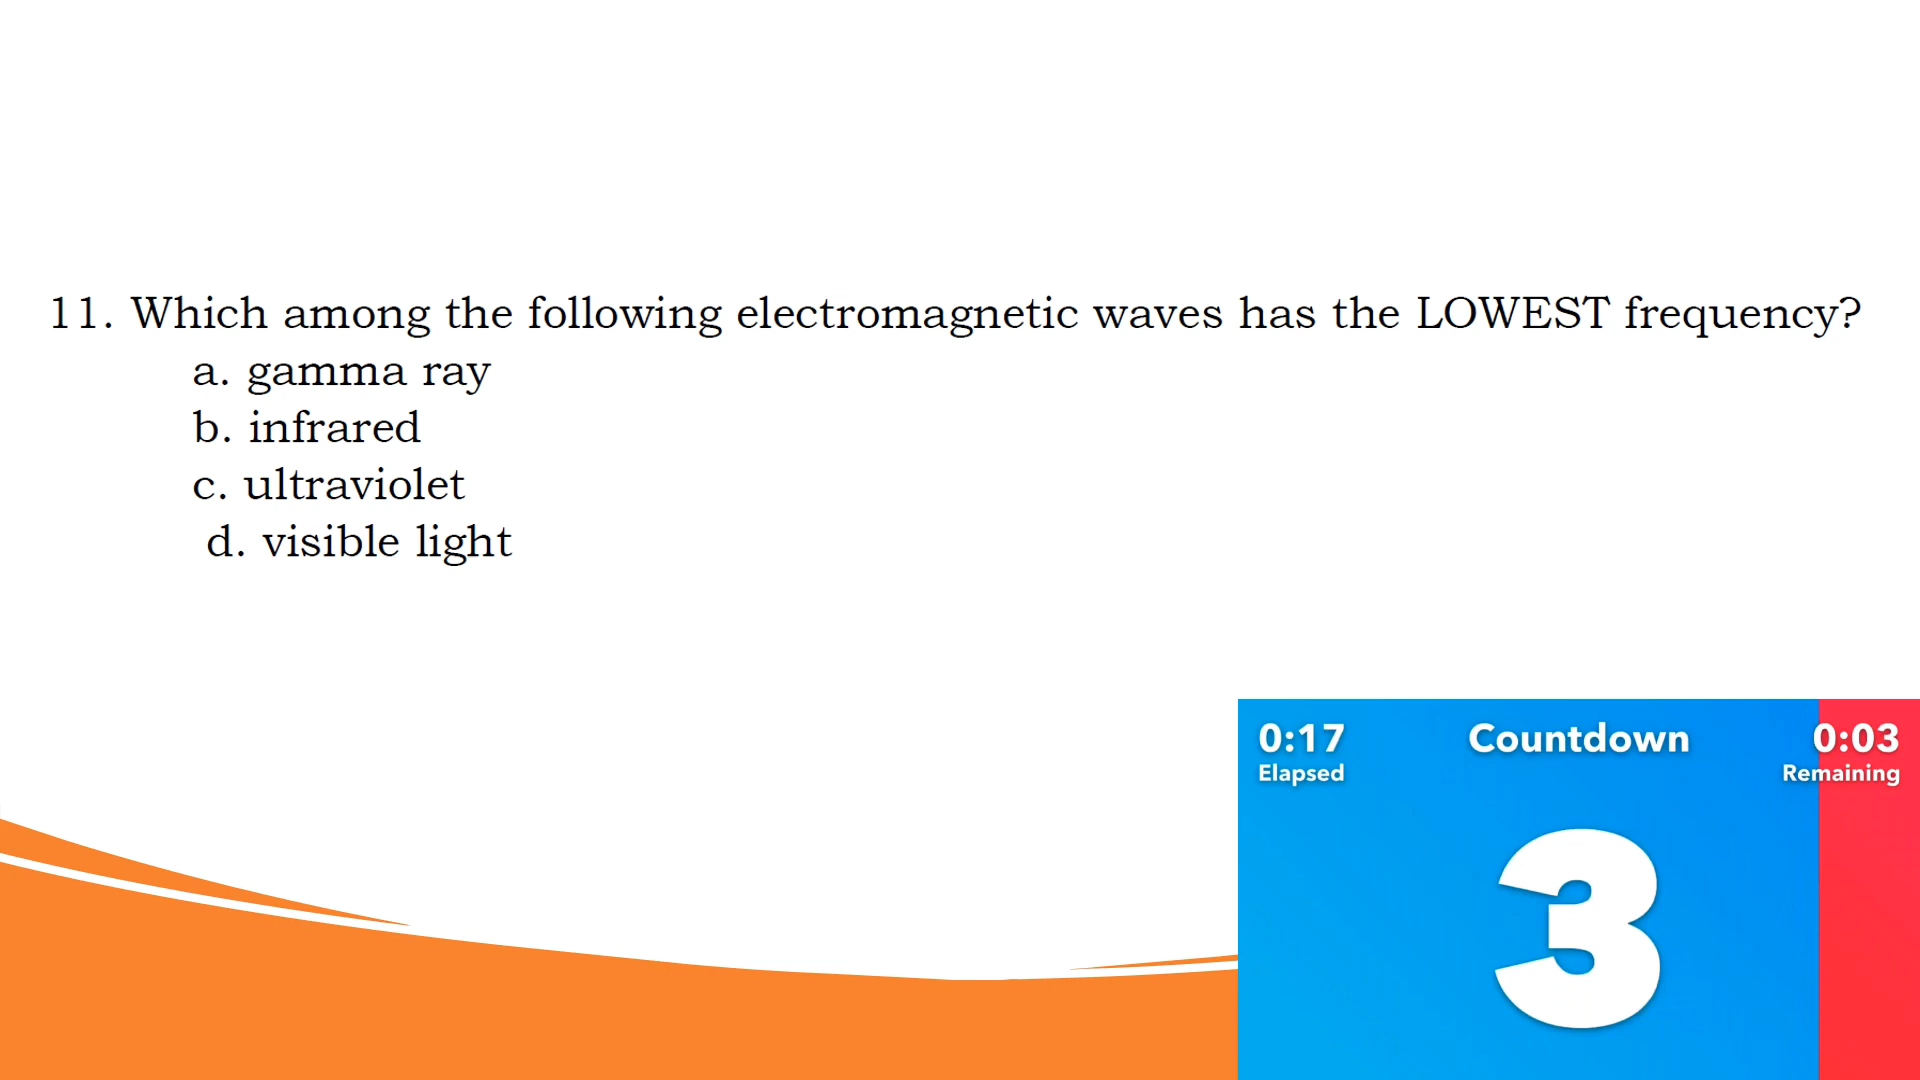 11. Which among the following electromagnetic waves has the LOWEST frequency?
a. gamma ray
b. infrared
c. ultraviolet
d. visible light
0:17 Countdown 0:03
Elapsed Remaining
3